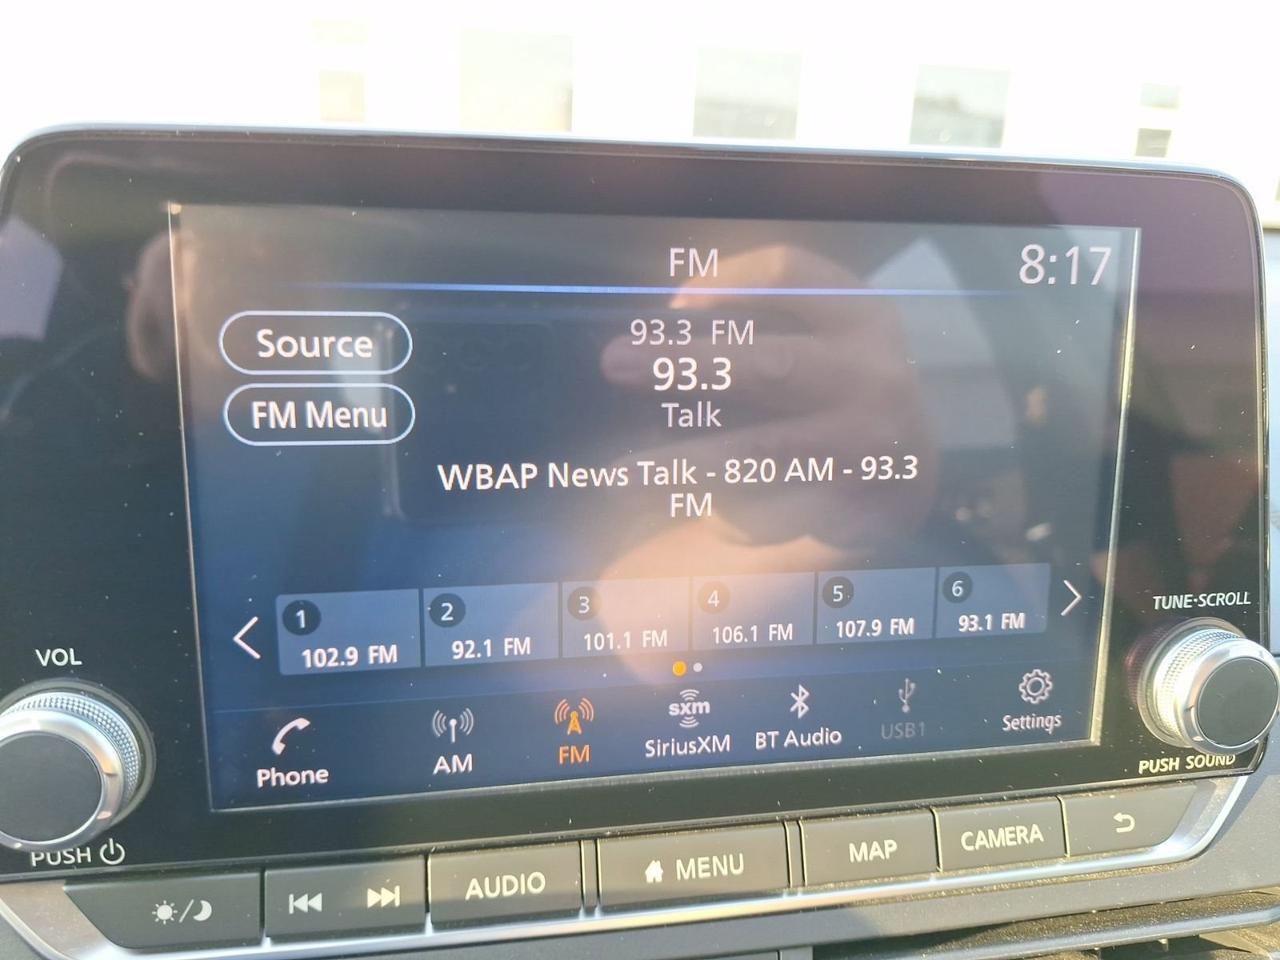 FM
8:17
Source
93.3 FM
93.3
FM Menu
Talk
WBAP News Talk - 820 AM - 93.3
FM
1
2
3
4
5
6
102.9 FM
92.1 FM
101.1 FM
106.1 FM
107.9 FM
93.1 FM
TUNE·SCROLL
VOL
Phone
AM
FM
sxm
SiriusXM
BT Audio
USB1
Settings
PUSH SOUND
PUSH
AUDIO
MENU
MAP
CAMERA